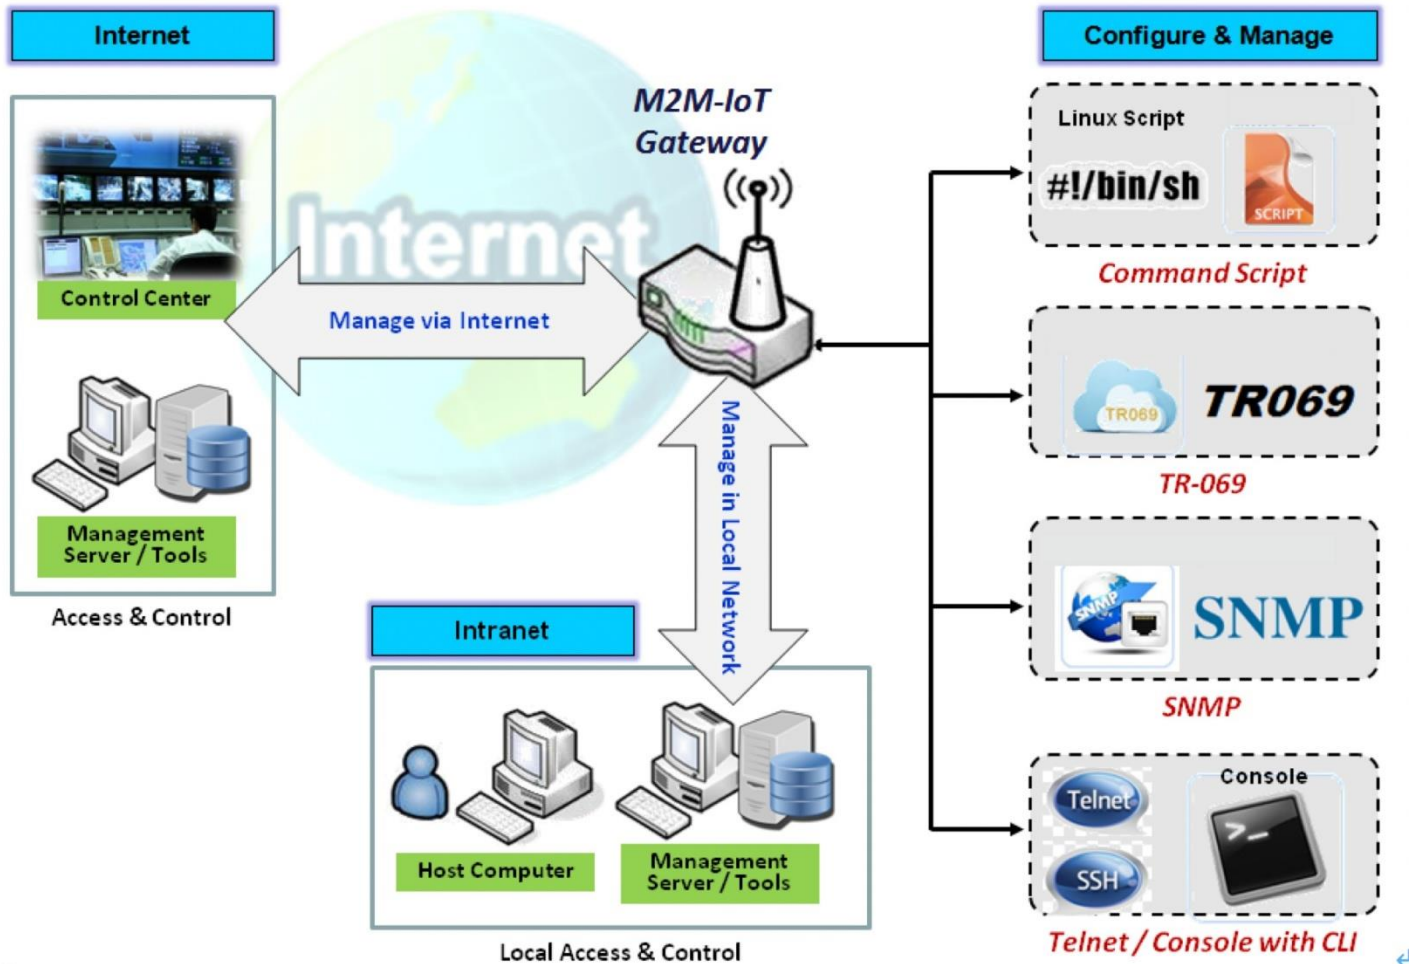 Internet
Configure & Manage
M2M-IoT
Gateway
Linux Script
#!/bin/sh
SCRIPT
Command Script
Internet
Control Center
Manage via Internet
TR069
TR069
TR-069
Management
Server / Tools
Access & Control
Manage in Local Network
SNMP
SNMP
SNMP
Intranet
Host Computer
Management
Server / Tools
Local Access & Control
Telnet
SSH
Console
>_
Telnet / Console with CLI